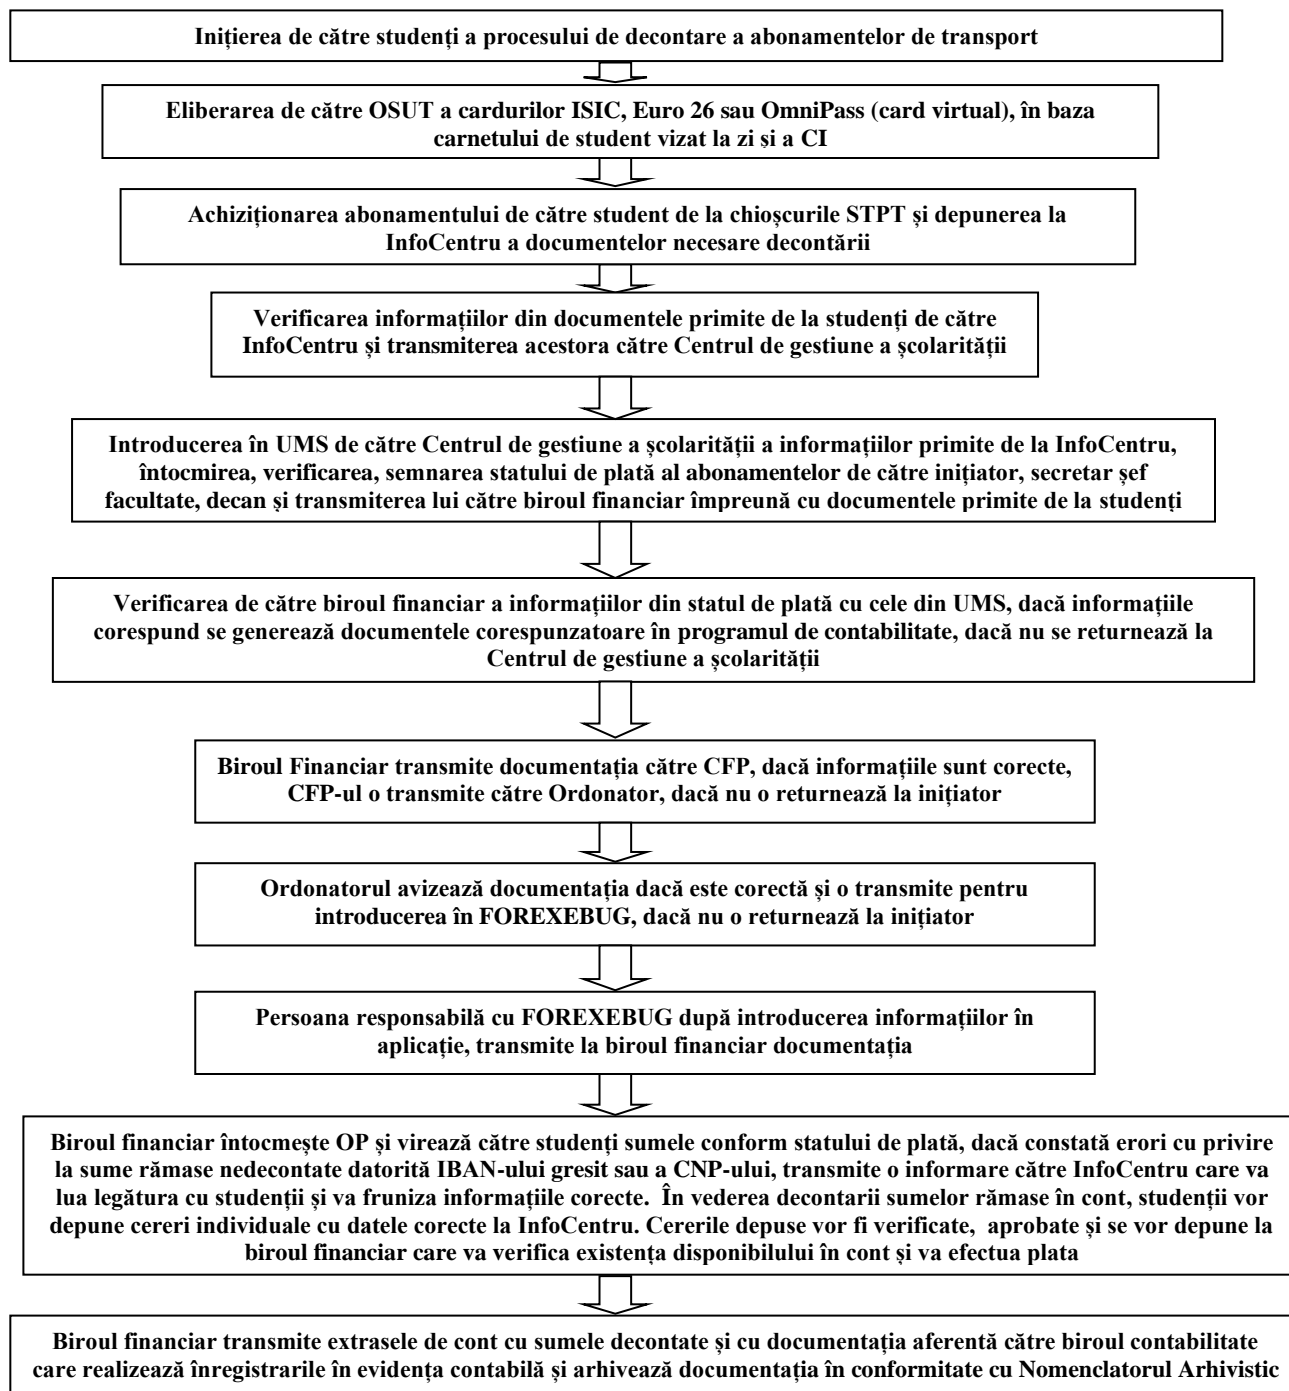 Inițierea de către studenți a procesului de decontare a abonamentelor de transport
Eliberarea de către OSUT a cardurilor ISIC, Euro 26 sau OmniPass (card virtual), în baza
carnetului de student vizat la zi și a CI
Achiziționarea abonamentului de către student de la chioșcurile STPT și depunerea la
InfoCentru a documentelor necesare decontării
Verificarea informațiilor din documentele primite de la studenți de către
InfoCentru și transmiterea acestora către Centrul de gestiune a școlarității
Introducerea în UMS de către Centrul de gestiune a școlarității a informațiilor primite de la InfoCentru,
întocmirea, verificarea, semnarea statului de plată al abonamentelor de către inițiator, secretar șef
facultate, decan și transmiterea lui către biroul financiar împreună cu documentele primite de la studenți
Verificarea de către biroul financiar a informațiilor din statul de plată cu cele din UMS, dacă informațiile
corespund se generează documentele corespunzatoare în programul de contabilitate, dacă nu se returnează la
Centrul de gestiune a școlarității
Biroul Financiar transmite documentația către CFP, dacă informațiile sunt corecte,
CFP-ul o transmite către Ordonator, dacă nu o returnează la inițiator
Ordonatorul avizează documentația dacă este corectă și o transmite pentru
introducerea în FOREXEBUG, dacă nu o returnează la inițiator
Persoana responsabilă cu FOREXEBUG după introducerea informațiilor în
aplicație, transmite la biroul financiar documentația
Biroul financiar întocmește OP și virează către studenți sumele conform statului de plată, dacă constată erori cu privire
la sume rămase nedecontate datorită IBAN-ului gresit sau a CNP-ului, transmite o informare către InfoCentru care va
lua legătura cu studenții și va fruniza informațiile corecte. În vederea decontarii sumelor rămase în cont, studenții vor
depune cereri individuale cu datele corecte la InfoCentru. Cererile depuse vor fi verificate, aprobate și se vor depune la
biroul financiar care va verifica existența disponibilului în cont și va efectua plata
Biroul financiar transmite extrasele de cont cu sumele decontate și cu documentația aferentă către biroul contabilitate
care realizează înregistrarile în evidența contabilă și arhivează documentația în conformitate cu Nomenclatorul Arhivistic